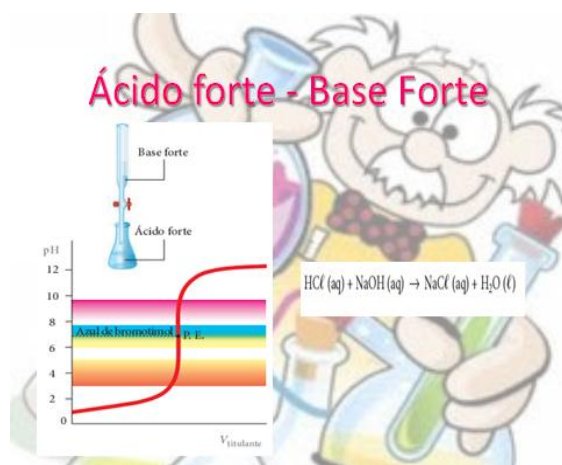 Ácido forte - Base Forte
Base forte
Ácido forte
pH
12
10
8
Azul de bromotimol
P. E.
6
4
2
0
Vtitulante
HCℓ (aq) + NaOH (aq) → NaCℓ (aq) + H₂O (ℓ)